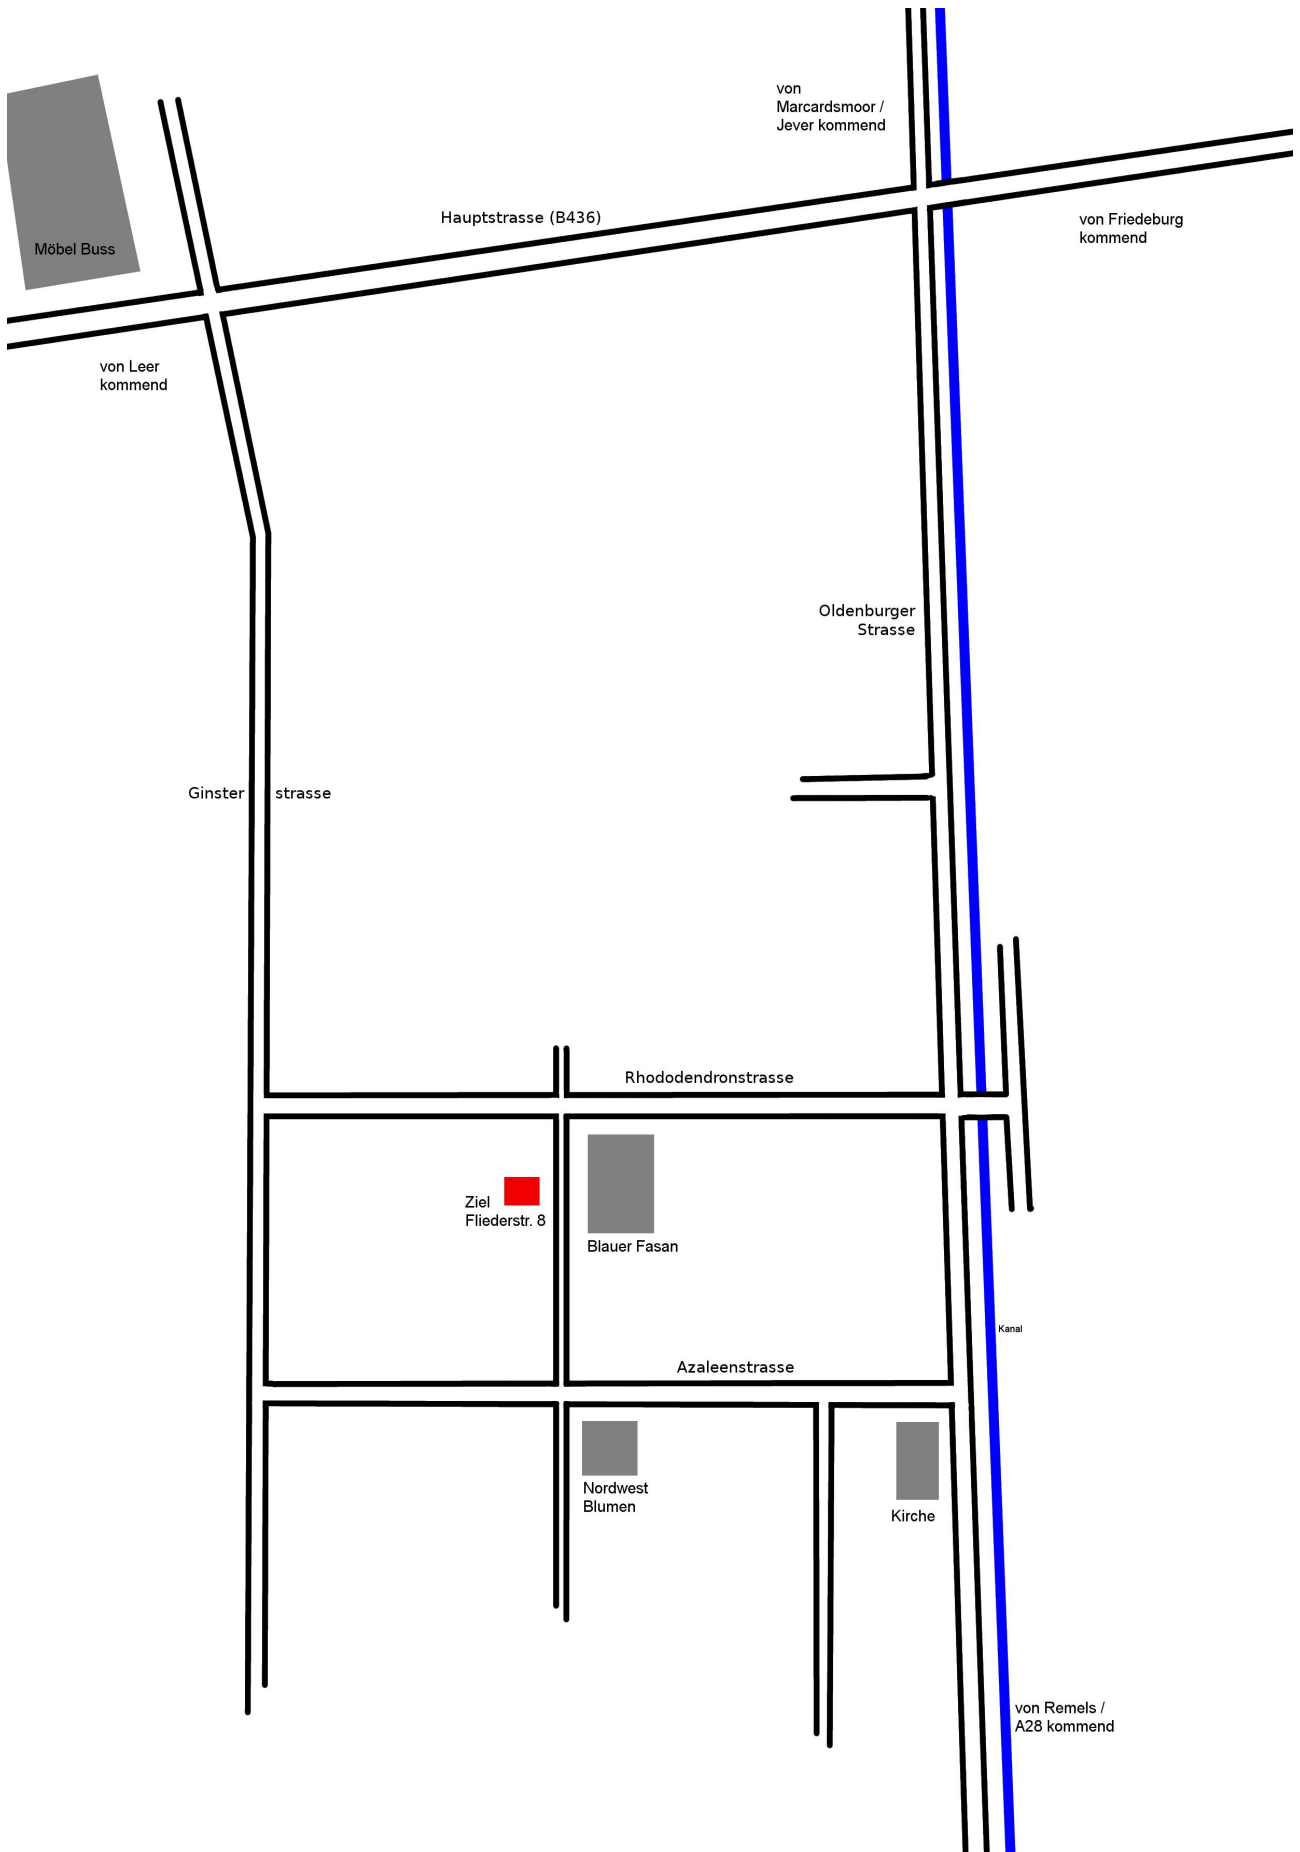 von
Marcardsmoor /
Jever kommend
Hauptstrasse (B436)
von Friedeburg
kommend
Möbel Buss
von Leer
kommend
Oldenburger
Strasse
Ginster strasse
Rhododendronstrasse
Ziel
Fliederstr. 8
Blauer Fasan
Kanal
Azaleenstrasse
Nordwest
Blumen
Kirche
von Remels /
A28 kommend